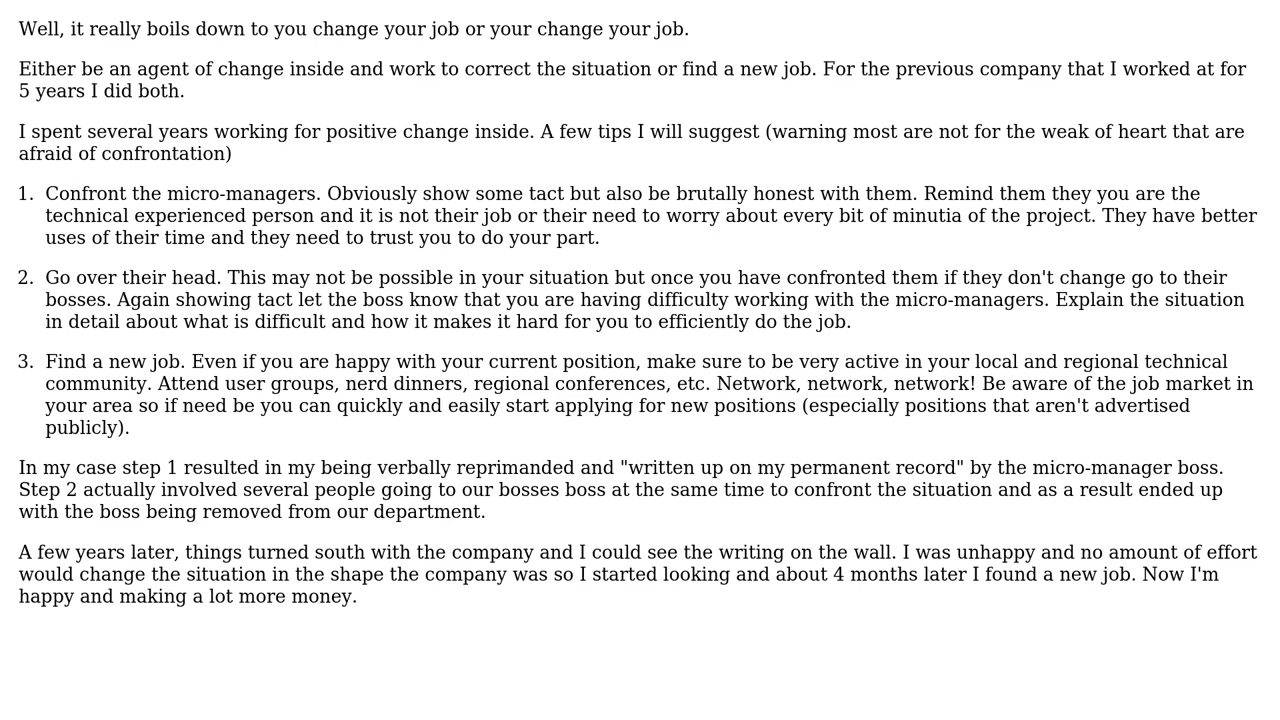 Well, it really boils down to you change your job or your change your job.
Either be an agent of change inside and work to correct the situation or find a new job. For the previous company that I worked at for
5 years I did both.
I spent several years working for positive change inside. A few tips I will suggest (warning most are not for the weak of heart that are
afraid of confrontation)
1. Confront the micro-managers. Obviously show some tact but also be brutally honest with them. Remind them they you are the
technical experienced person and it is not their job or their need to worry about every bit of minutia of the project. They have better
uses of their time and they need to trust you to do your part.
2. Go over their head. This may not be possible in your situation but once you have confronted them if they don't change go to their
bosses. Again showing tact let the boss know that you are having difficulty working with the micro-managers. Explain the situation
in detail about what is difficult and how it makes it hard for you to efficiently do the job.
3. Find a new job. Even if you are happy with your current position, make sure to be very active in your local and regional technical
community. Attend user groups, nerd dinners, regional conferences, etc. Network, network, network! Be aware of the job market in
your area so if need be you can quickly and easily start applying for new positions (especially positions that aren't advertised
publicly).
In my case step 1 resulted in my being verbally reprimanded and "written up on my permanent record" by the micro-manager boss.
Step 2 actually involved several people going to our bosses boss at the same time to confront the situation and as a result ended up
with the boss being removed from our department.
A few years later, things turned south with the company and I could see the writing on the wall. I was unhappy and no amount of effort
would change the situation in the shape the company was so I started looking and about 4 months later I found a new job. Now I'm
happy and making a lot more money.